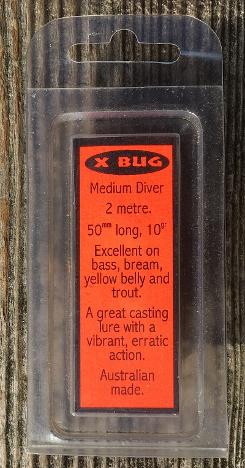 X BUG
Medium Diver
2 metre.
50mm long, 10gr
Excellent on
bass, bream,
yellow belly and
trout.
A great casting
lure with a
vibrant, erratic
action.
Australian
made.